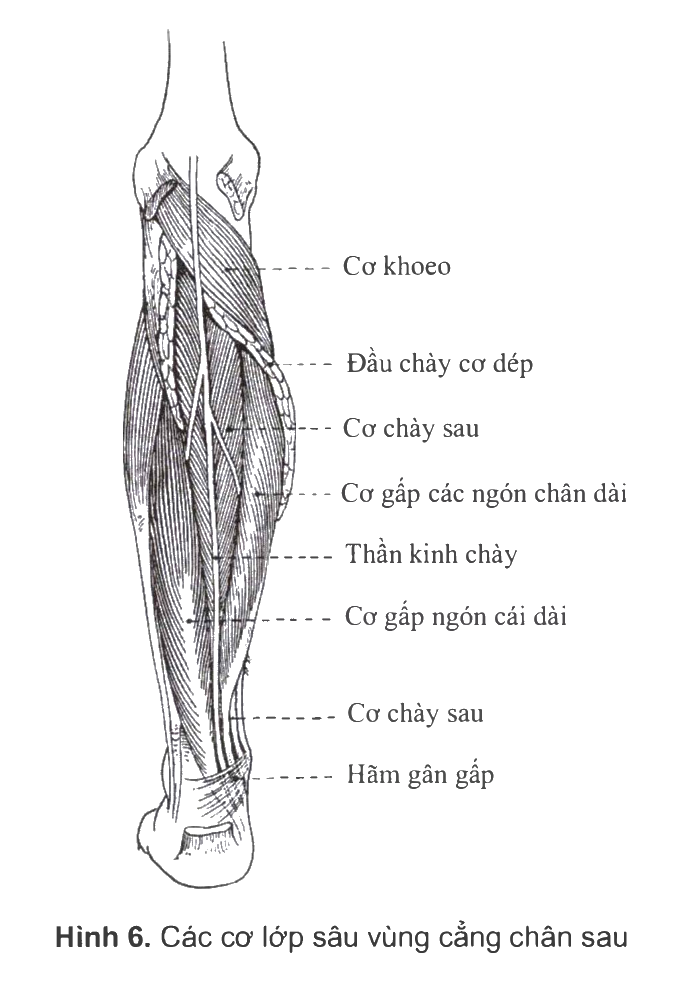 Cơ khoeo
Đầu chày cơ dép
Cơ chày sau
Cơ gấp các ngón chân dài
Thần kinh chày
Cơ gấp ngón cái dài
Cơ chày sau
Hãm gân gấp
Hình 6. Các cơ lớp sâu vùng cẳng chân sau